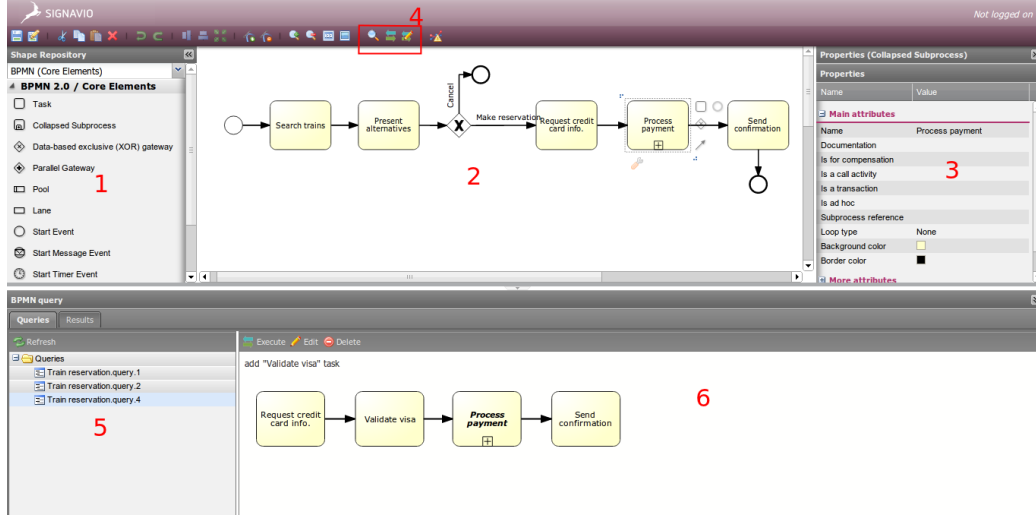 SIGNAVIO
Not logged on
4
Shape Repository
BPMN (Core Elements)
BPMN 2.0 / Core Elements
Task
Collapsed Subprocess
Data-based exclusive (XOR) gateway
Parallel Gateway
Pool
Lane
Start Event
Start Message Event
Start Timer Event
1
Search trains
Present
alternatives
Cancel
X
Make reservation
Request credit
card info.
Process
payment
Send
confirmation
2
Properties (Collapsed Subprocess)
Properties
Name Value
Main attributes
Name Process payment
Documentation
Is for compensation
Is a call activity
Is a transaction
Is ad hoc
Subprocess reference
Loop type None
Background color
Border color
More attributes
3
BPMN query
Queries Results
Refresh
Queries
Train reservation.query.1
Train reservation.query.2
Train reservation.query.4
5
Execute Edit Delete
add "Validate visa" task
Request credit
card info.
Validate visa
Process
payment
Send
confirmation
6